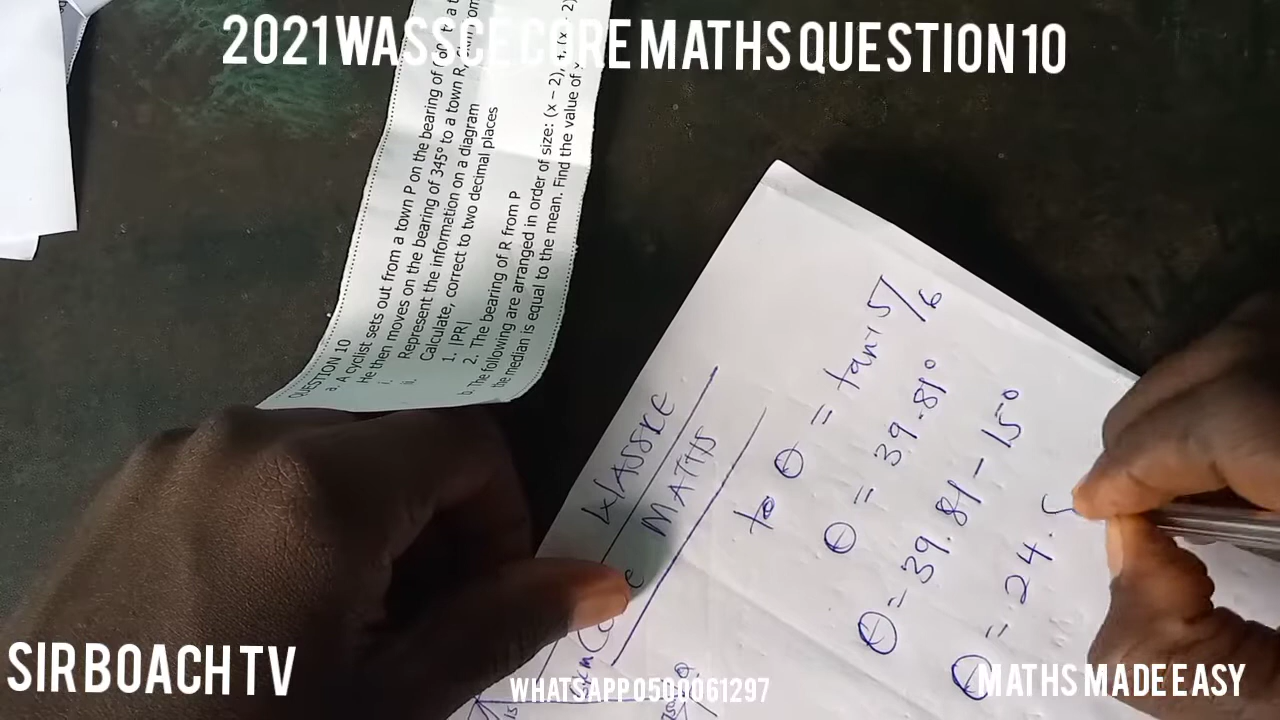 2021 WASSCE CORE MATHS QUESTION 10
QUESTION 10
a. A cyclist sets out from a town P on the bearing of
He then moves on the bearing of 345° to a town R,
i. Represent the information on a diagram
ii. Calculate, correct to two decimal places
1. |PR|
2. The bearing of R from P
b. The following are arranged in order of size: (x – 2),
the median is equal to the mean. Find the value of
WASSCE
MATHS
θ = tan⁻¹ 5/6
θ = 39.81°
θ = 39.81 – 15°
θ = 24.
SIR BOACH TV
WHATSAPP 0500061297
MATHS MADE EASY